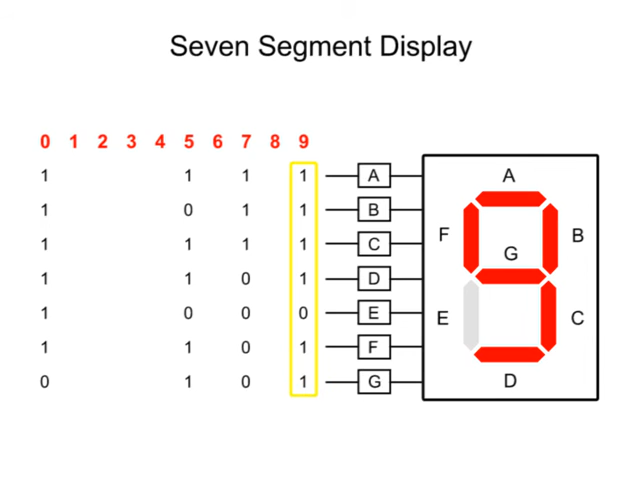 Seven Segment Display
0 1 2 3 4 5 6 7 8 9
1 1 1 1 A A
1 0 1 1 B
F B
1 1 1 1 C
G
1 1 0 1 D
1 0 0 0 E E C
1 1 0 1 F
0 1 0 1 G D